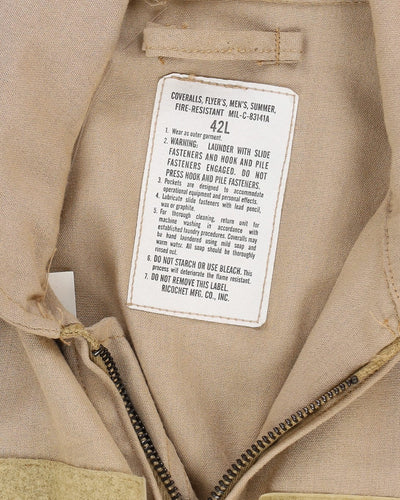 COVERALLS, FLYER'S, MEN'S, SUMMER,
FIRE-RESISTANT MIL-C-83141A
42L
1. Wear as outer garment.
2. WARNING: LAUNDER WITH SLIDE
FASTENERS AND HOOK AND PILE
FASTENERS ENGAGED. DO NOT
PRESS HOOK AND PILE FASTENERS.
3. Pockets are designed to accommodate
operational equipment and personal effects.
4. Lubricate slide fasteners with lead pencil,
wax or graphite.
5. For thorough cleaning, return unit for
machine washing in accordance with
established laundry procedures. Coveralls may
be hand laundered using mild soap and
warm water. All soap should be thoroughly
rinsed out.
6. DO NOT STARCH OR USE BLEACH. This
process will deteriorate the flame resistant.
7. DO NOT REMOVE THIS LABEL.
RICOCHET MFG. CO., INC.